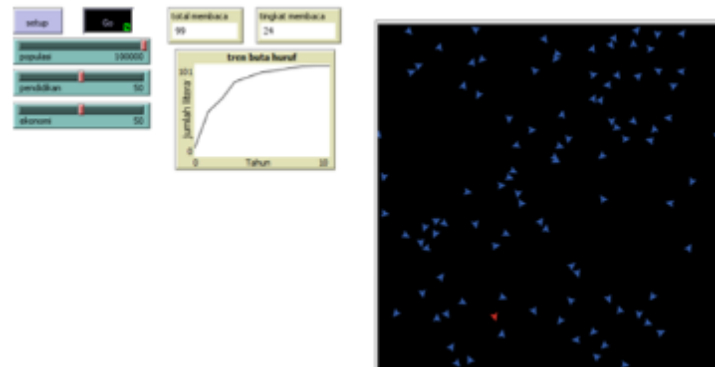 setup
Go
populasi 100000
pendidikan 50
ekonomi 50
total membaca
99
tingkat membaca
24
tren buta huruf
101
jumlah litera
0
0 Tahun 10